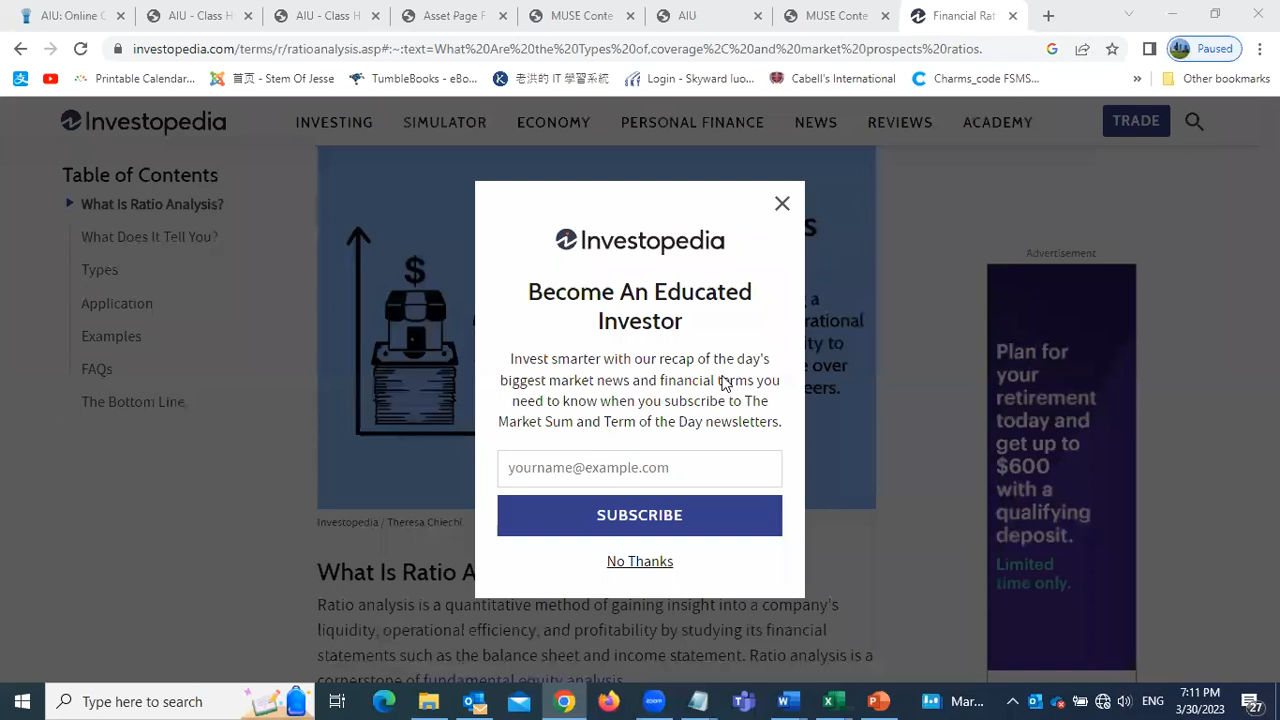 AIU: Online C
AIU - Class H
AIU - Class H
Asset Page F
MUSE Conte
AIU
MUSE Conte
Financial Rat
investopedia.com/terms/r/ratioanalysis.asp#:~:text=What%20Are%20the%20Types%20of,coverage%2C%20and%20market%20prospects%20ratios.
Paused
Printable Calendar...
首页 - Stem Of Jesse
TumbleBooks - eBo...
老洪的 IT 學習系統
Login - Skyward Iuo...
Cabell's International
Charms_code FSMS...
»
Other bookmarks
Investopedia
INVESTING
SIMULATOR
ECONOMY
PERSONAL FINANCE
NEWS
REVIEWS
ACADEMY
TRADE
Table of Contents
What Is Ratio Analysis?
What Does It Tell You?
Types
Application
Examples
FAQs
The Bottom Line
$
Investopedia
Become An Educated
Investor
Invest smarter with our recap of the day's
biggest market news and financial terms you
need to know when you subscribe to The
Market Sum and Term of the Day newsletters.
yourname@example.com
SUBSCRIBE
No Thanks
Investopedia / Theresa Chiechi
What Is Ratio A
Ratio analysis is a quantitative method of gaining insight into a company's
liquidity, operational efficiency, and profitability by studying its financial
statements such as the balance sheet and income statement. Ratio analysis is a
cornerstone of fundamental equity analysis.
Advertisement
Plan for
your
retirement
today and
get up to
$600
with a
qualifying
deposit.
Limited
time only.
Type here to search
Mar...
ENG
7:11 PM
3/30/2023
27